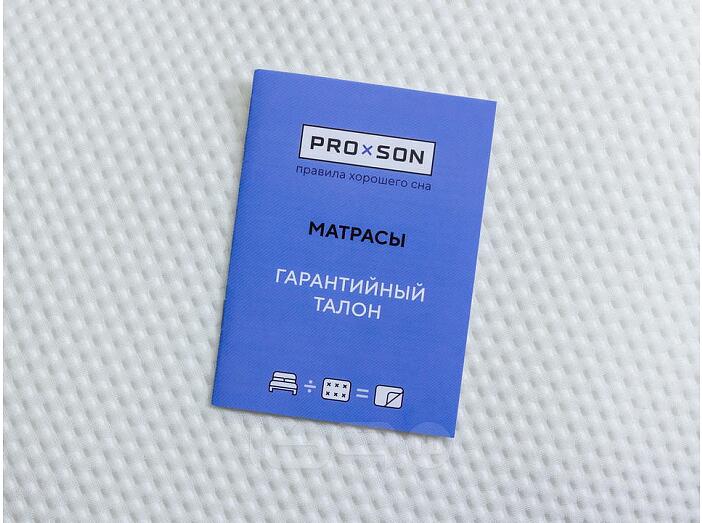 PRO×SON
правила хорошего сна
МАТРАСЫ
ГАРАНТИЙНЫЙ
ТАЛОН
÷ =